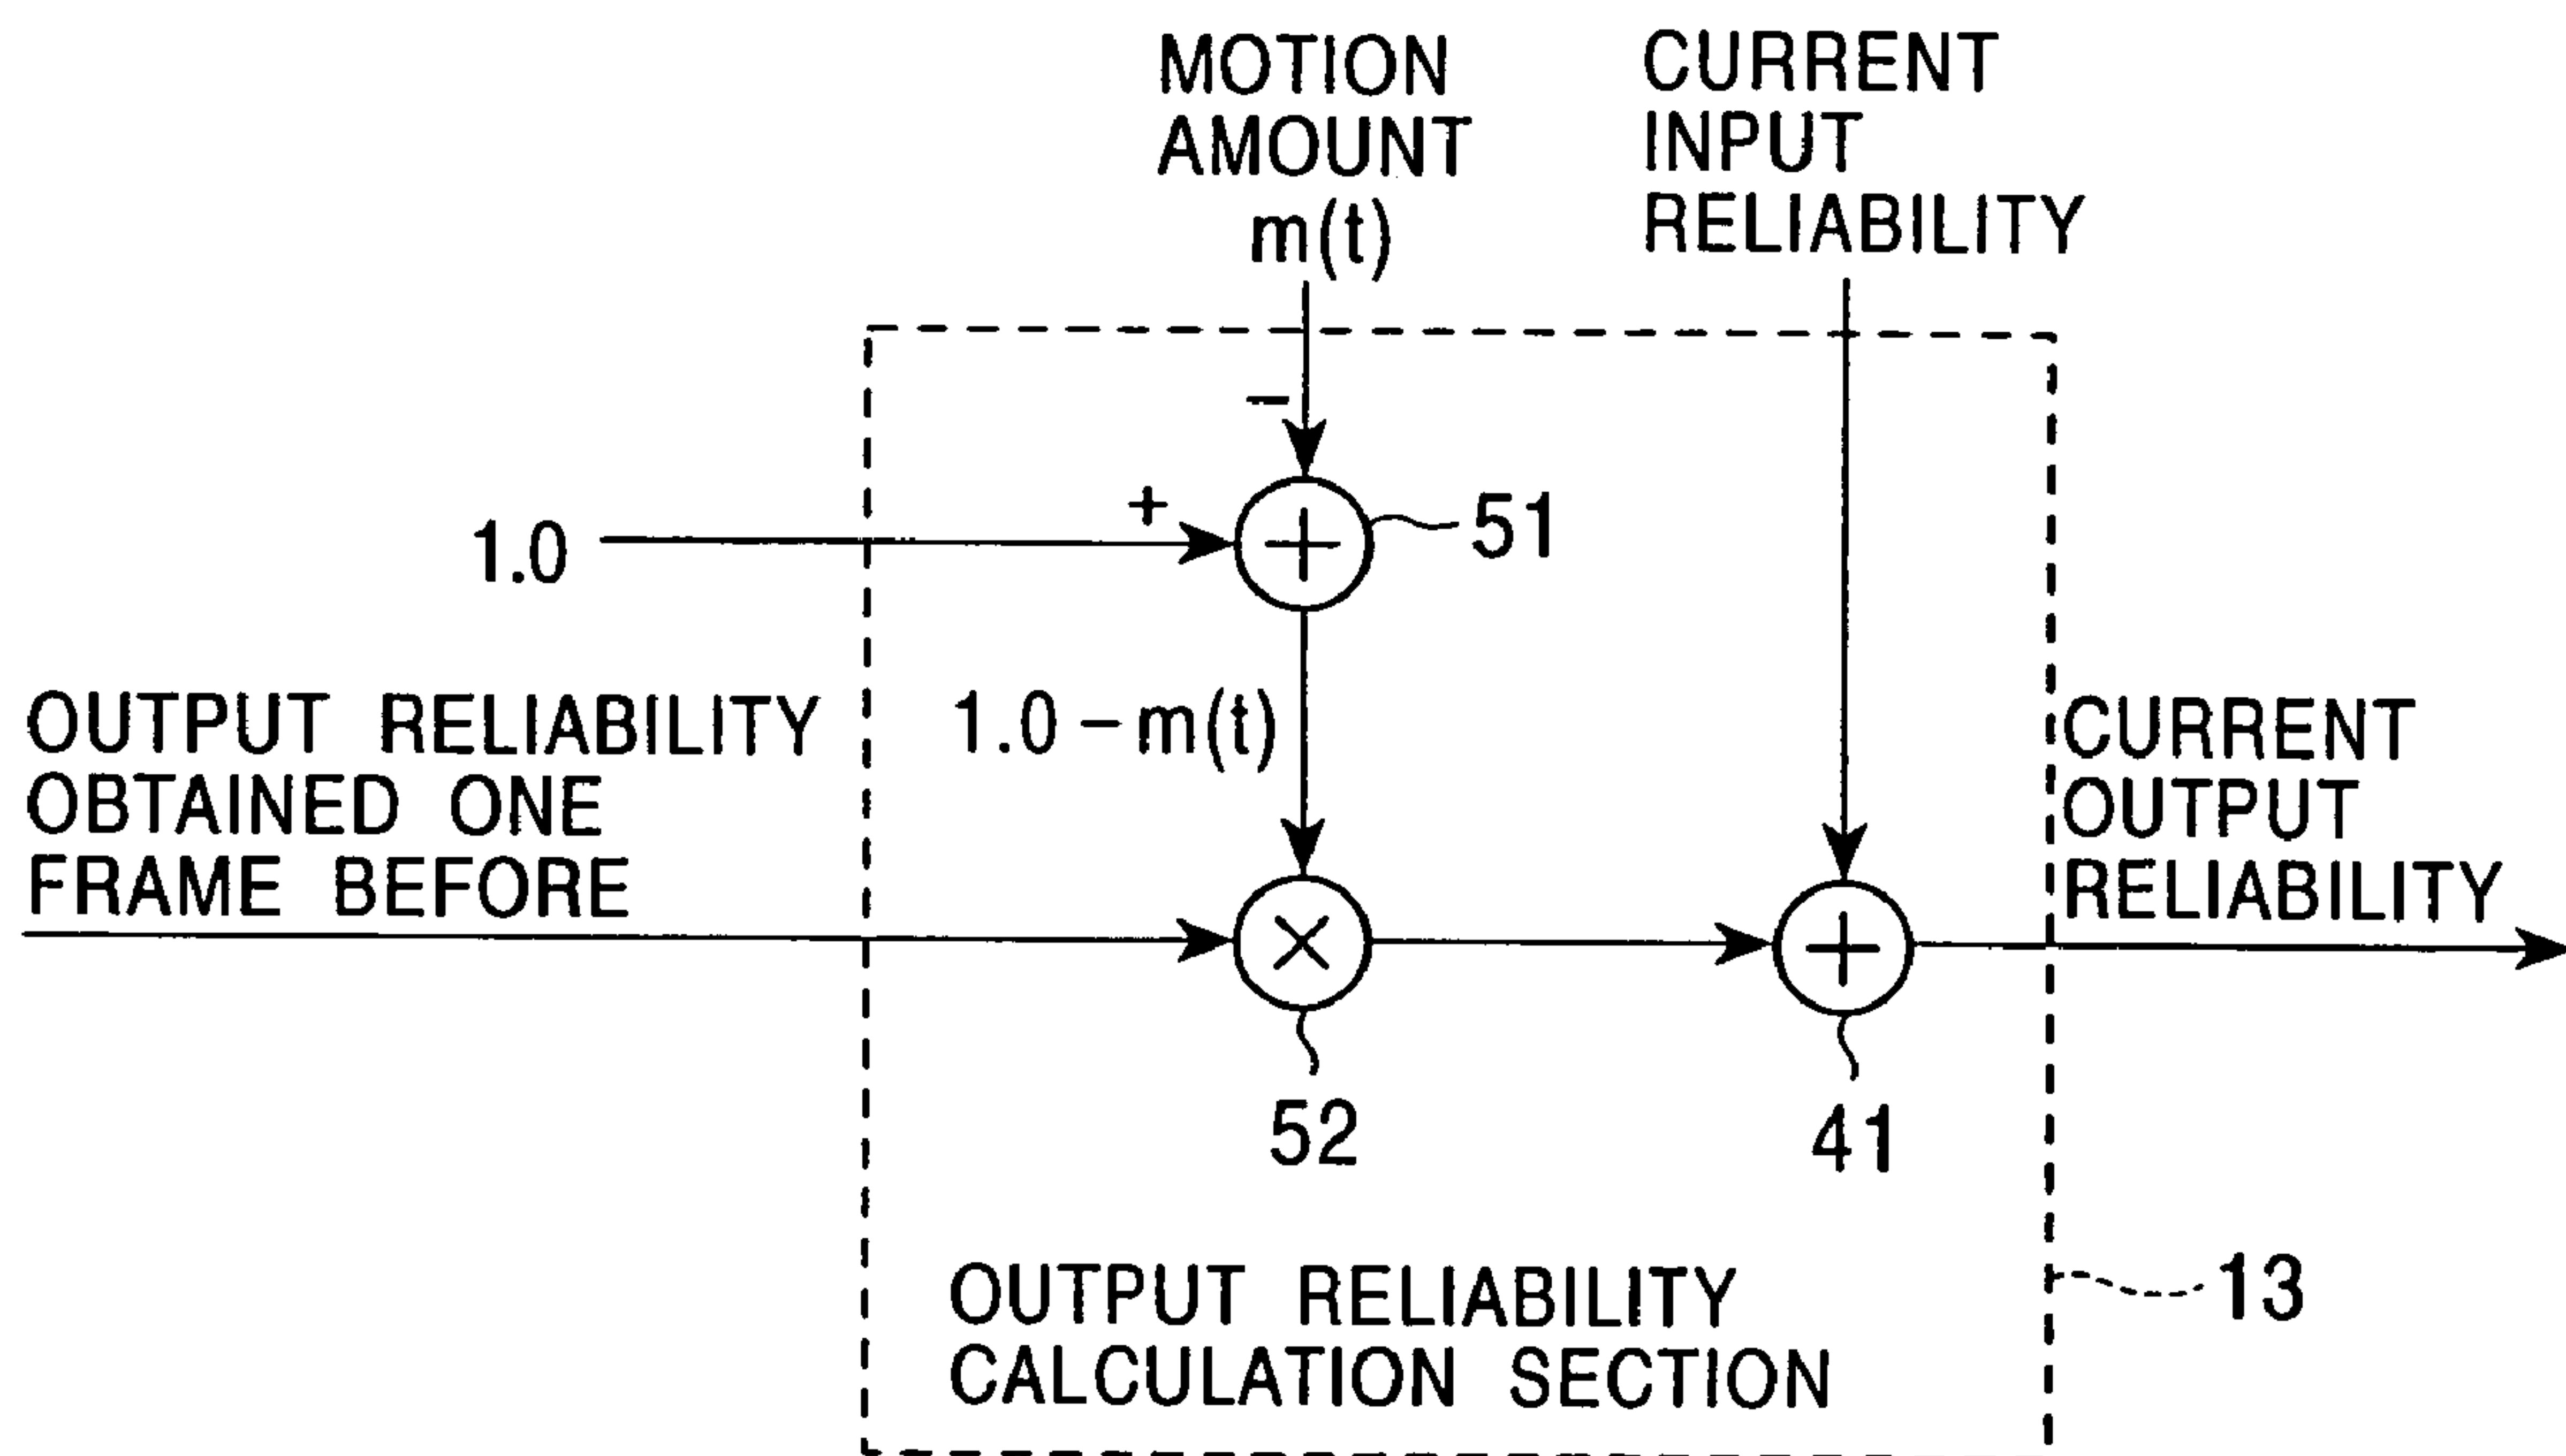 MOTION
AMOUNT
m(t)
CURRENT
INPUT
RELIABILITY
−
+
1.0
+
51
1.0 − m(t)
OUTPUT RELIABILITY
OBTAINED ONE
FRAME BEFORE
×
+
CURRENT
OUTPUT
RELIABILITY
52
41
OUTPUT RELIABILITY
CALCULATION SECTION
13